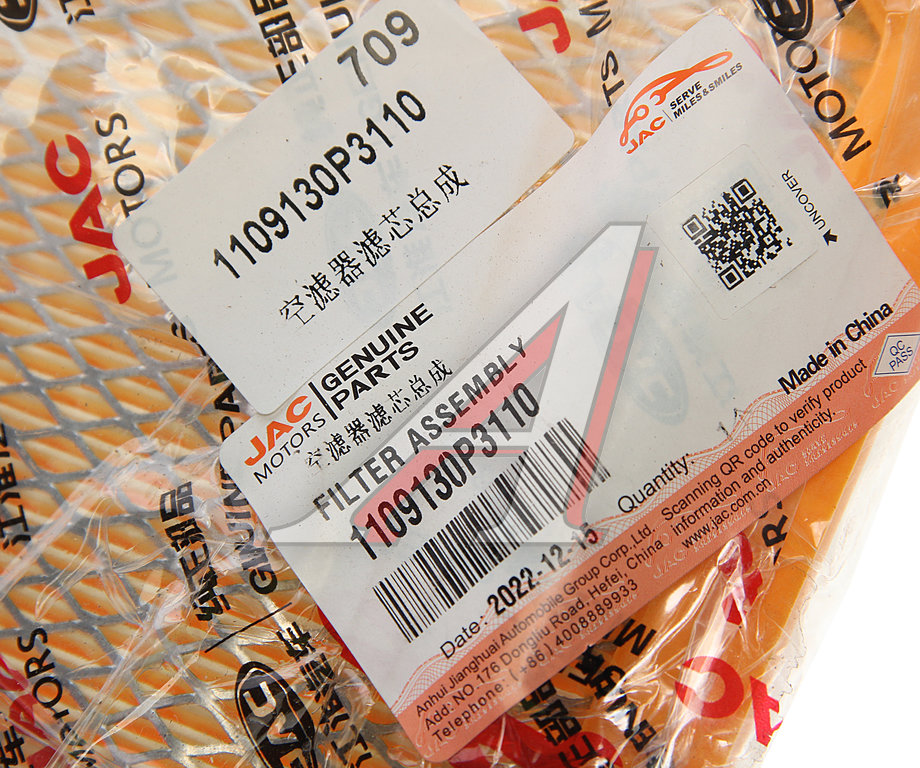 709
1109130P3110
空滤器滤芯总成
JAC
MOTORS
GENUINE
PARTS
空滤器滤芯总成
FILTER ASSEMBLY
1109130P3110
Date: 2022-12-15
Quantity:
Anhui Jianghuai Automobile Group Corp.,Ltd.
Add: NO.176 Dongliu Road, Hefei, China
Telephone: (+86) 4008889933
JAC
SERVE
MILES&SMILES
UNCOVER
Made in China
QC
PASS
Scanning QR code to verify product
information and authenticity.
www.jac.com.cn
JAC
MOTORS
MOTORS
MOTORS